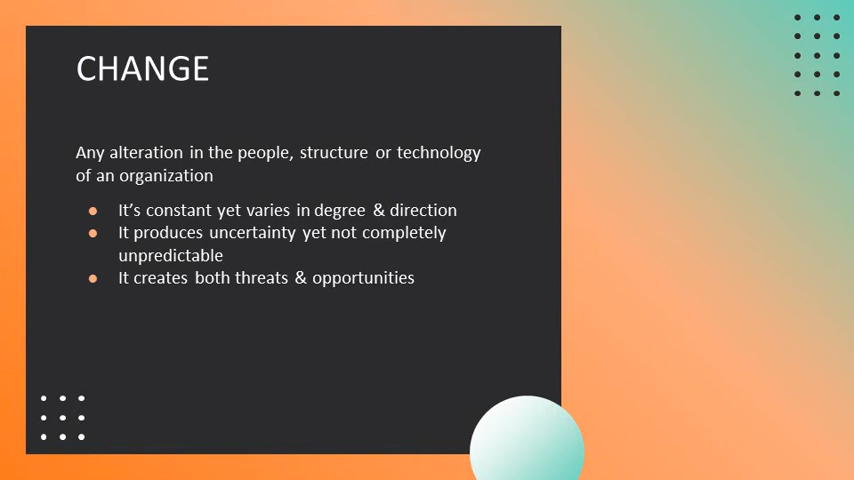 CHANGE
Any alteration in the people, structure or technology
of an organization
● It’s constant yet varies in degree & direction
● It produces uncertainty yet not completely
unpredictable
● It creates both threats & opportunities